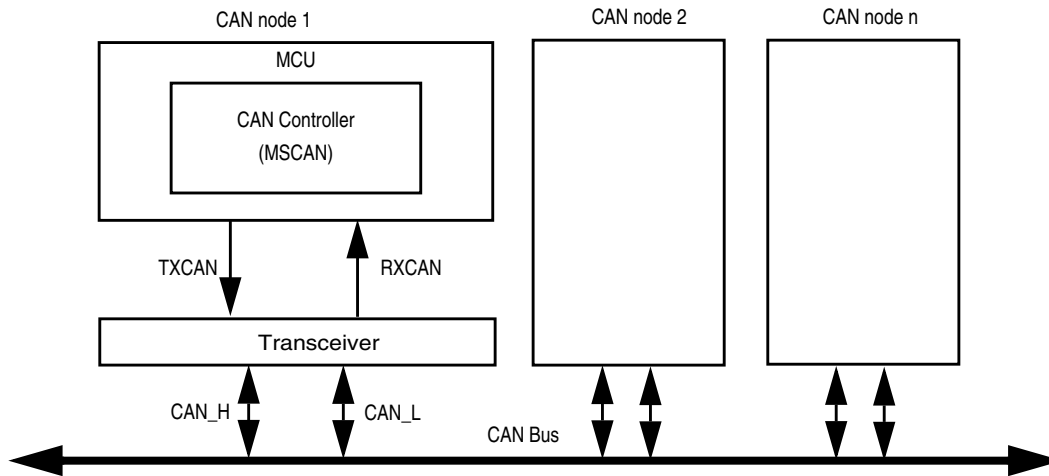 CAN node 1
CAN node 2
CAN node n
MCU
CAN Controller
(MSCAN)
TXCAN
RXCAN
Transceiver
CAN_H
CAN_L
CAN Bus